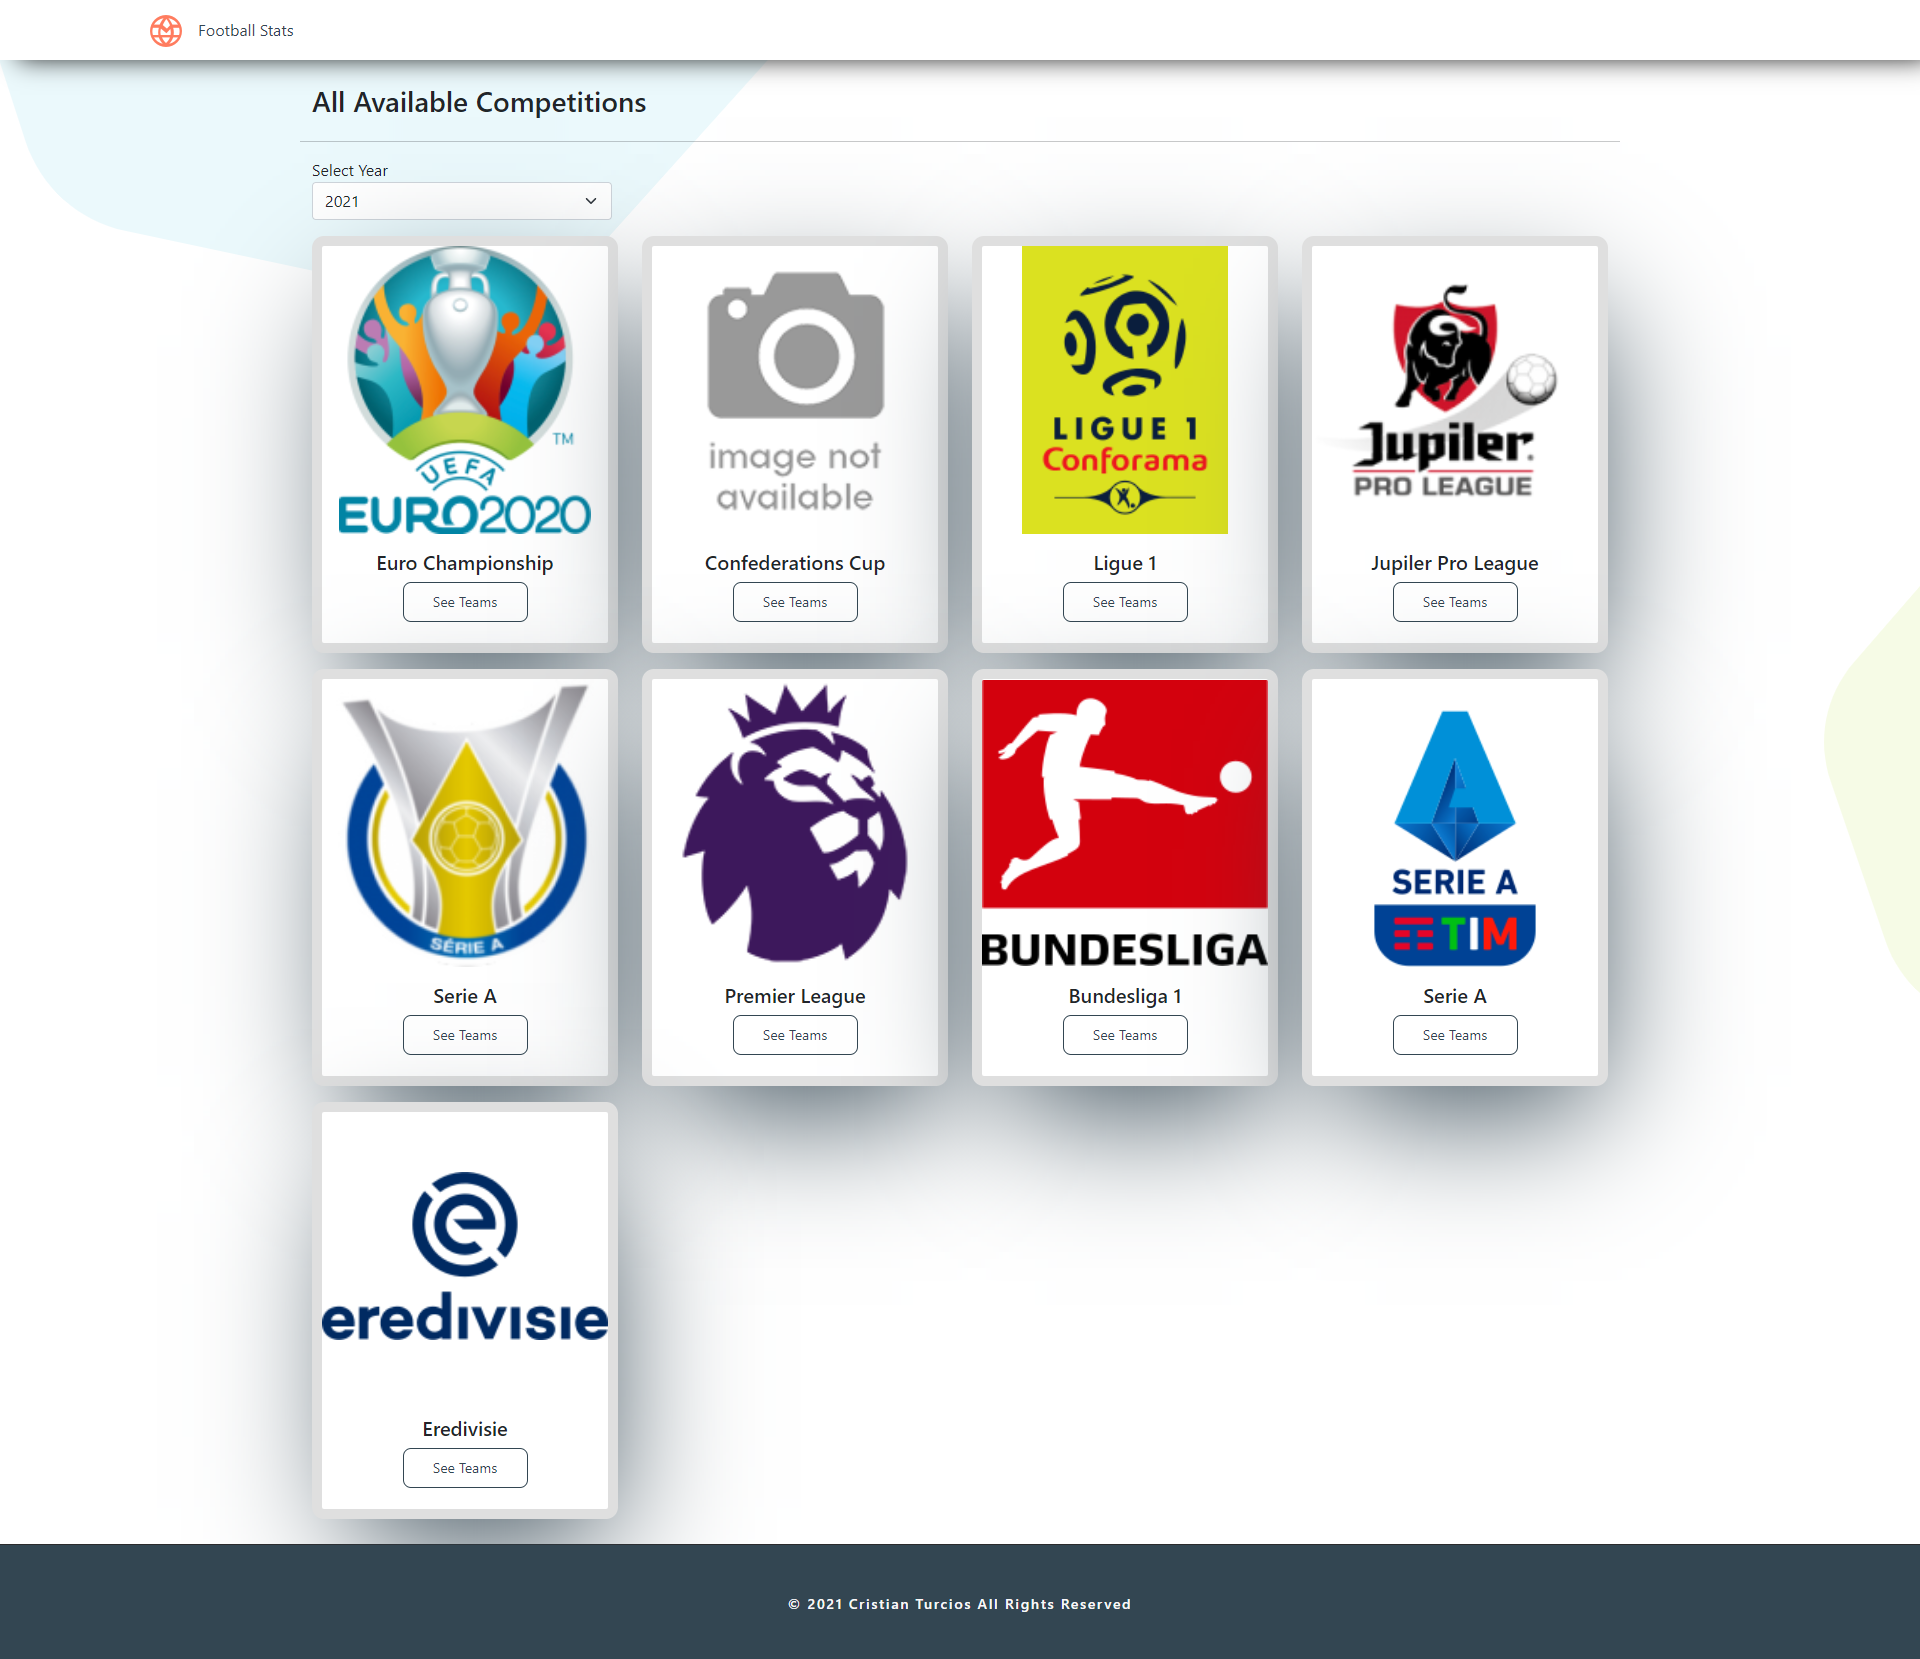 Football Stats
All Available Competitions
Select Year
2021
TM
UEFA
EURO2020
Euro Championship
See Teams
image not
available
Confederations Cup
See Teams
LIGUE 1
Conforama
Ligue 1
See Teams
Jupiler
PRO LEAGUE
Jupiler Pro League
See Teams
SÉRIE A
Serie A
See Teams
Premier League
See Teams
BUNDESLIGA
Bundesliga 1
See Teams
SERIE A
TIM
Serie A
See Teams
eredivisie
Eredivisie
See Teams
© 2021 Cristian Turcios All Rights Reserved